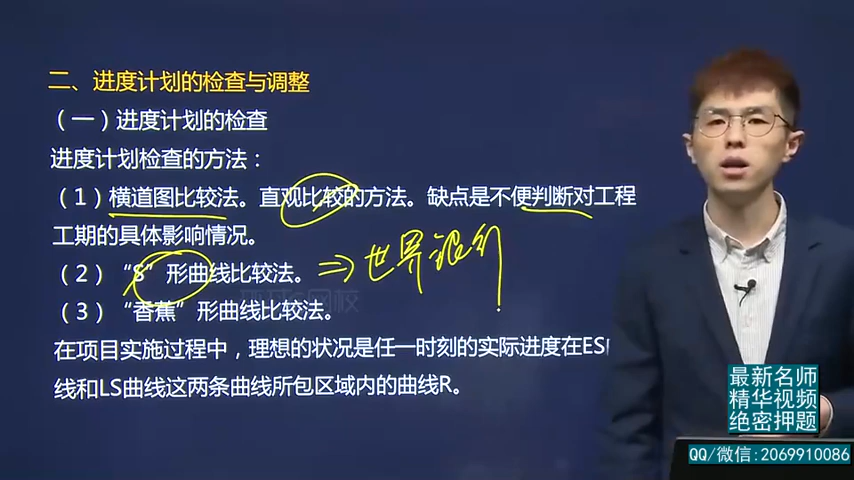 二、进度计划的检查与调整
（一）进度计划的检查
进度计划检查的方法：
（1）横道图比较法。直观比较的方法。缺点是不便判断对工程
工期的具体影响情况。
（2）“S”形曲线比较法。
世界银行
（3）“香蕉”形曲线比较法。
在项目实施过程中，理想的状况是任一时刻的实际进度在ES
线和LS曲线这两条曲线所包区域内的曲线R。
最新名师
精华视频
绝密押题
QQ/微信:2069910086